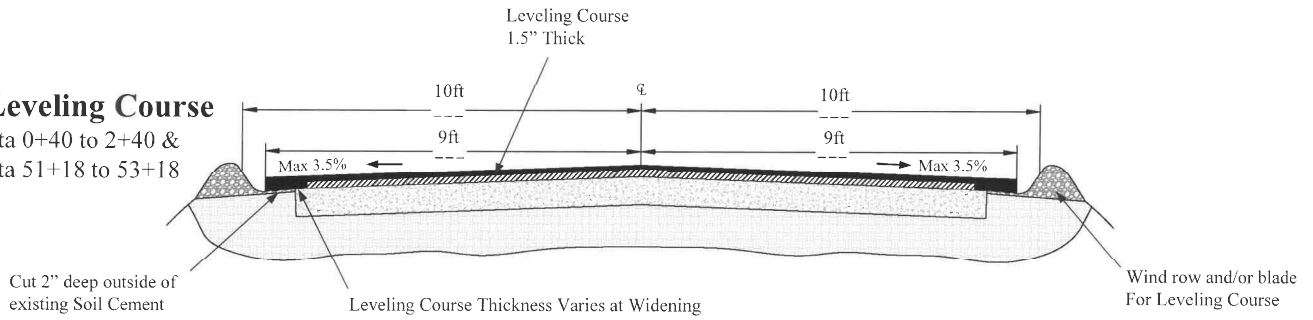 Leveling Course
1.5” Thick
10ft
℄
10ft
Leveling Course
ta 0+40 to 2+40 &
ta 51+18 to 53+18
9ft
9ft
Max 3.5%
Max 3.5%
Cut 2” deep outside of
existing Soil Cement
Leveling Course Thickness Varies at Widening
Wind row and/or blade
For Leveling Course